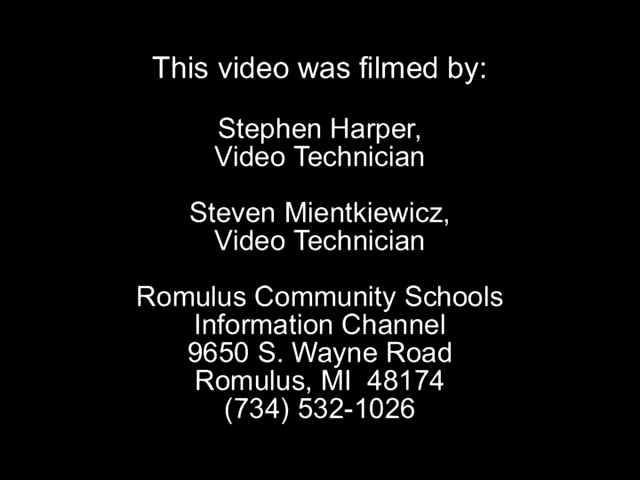 This video was filmed by:
Stephen Harper,
Video Technician
Steven Mientkiewicz,
Video Technician
Romulus Community Schools
Information Channel
9650 S. Wayne Road
Romulus, MI  48174
(734) 532-1026